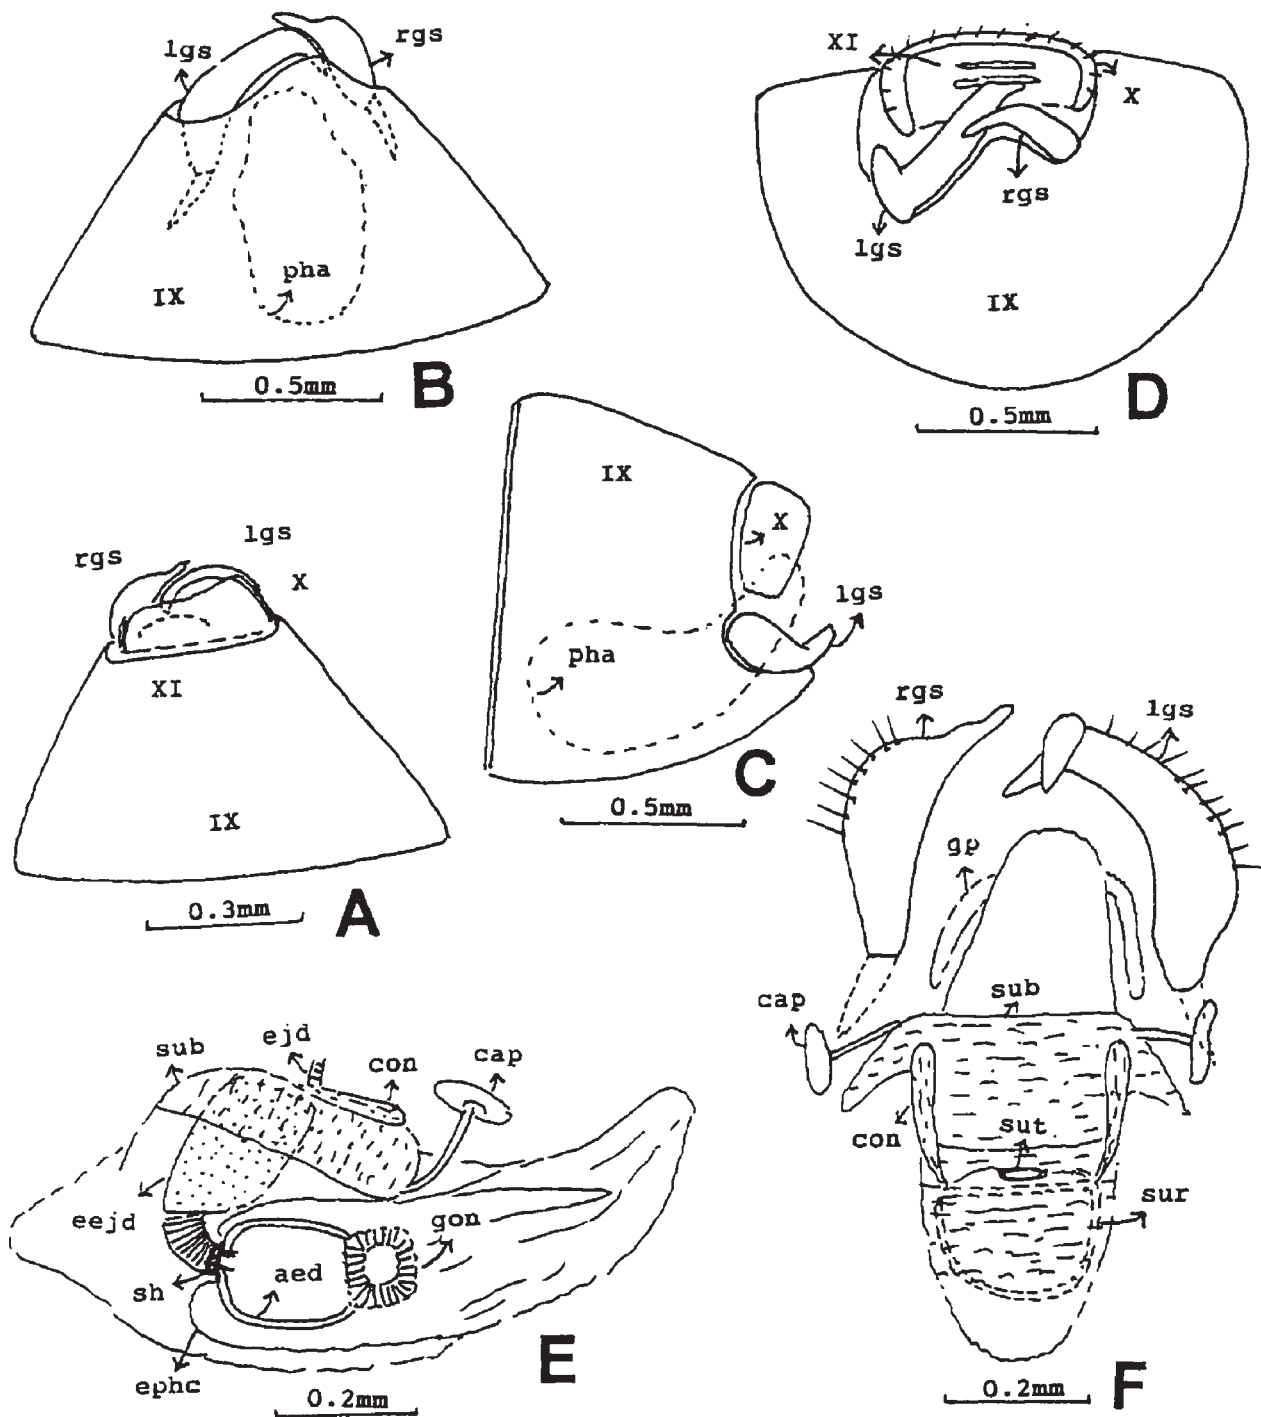 lgs
rgs
pha
IX
0.5mm
B
XI
X
rgs
lgs
IX
0.5mm
D
rgs
lgs
X
XI
IX
0.3mm
A
IX
X
lgs
pha
0.5mm
C
sub
ejd
con
cap
eejd
gon
sh
aed
ephc
0.2mm
E
rgs
lgs
gp
cap
sub
con
sut
sur
0.2mm
F